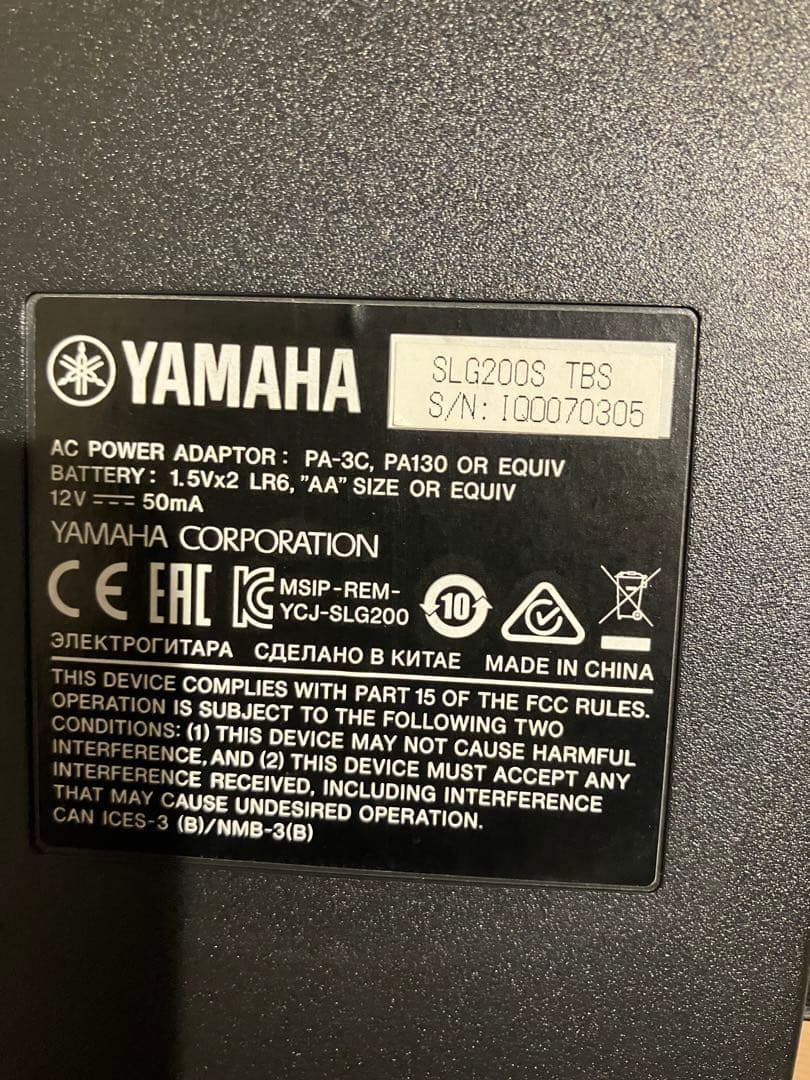 YAMAHA
SLG200S TBS
S/N: IQ0070305
AC POWER ADAPTOR: PA-3C, PA130 OR EQUIV
BATTERY: 1.5Vx2 LR6, "AA" SIZE OR EQUIV
12V ⎓ 50mA
YAMAHA CORPORATION
CE EAC KC MSIP-REM-
YCJ-SLG200
10
ЭЛЕКТРОГИТАРА СДЕЛАНО В КИТАЕ MADE IN CHINA
THIS DEVICE COMPLIES WITH PART 15 OF THE FCC RULES.
OPERATION IS SUBJECT TO THE FOLLOWING TWO
CONDITIONS: (1) THIS DEVICE MAY NOT CAUSE HARMFUL
INTERFERENCE, AND (2) THIS DEVICE MUST ACCEPT ANY
INTERFERENCE RECEIVED, INCLUDING INTERFERENCE
THAT MAY CAUSE UNDESIRED OPERATION.
CAN ICES-3 (B)/NMB-3(B)